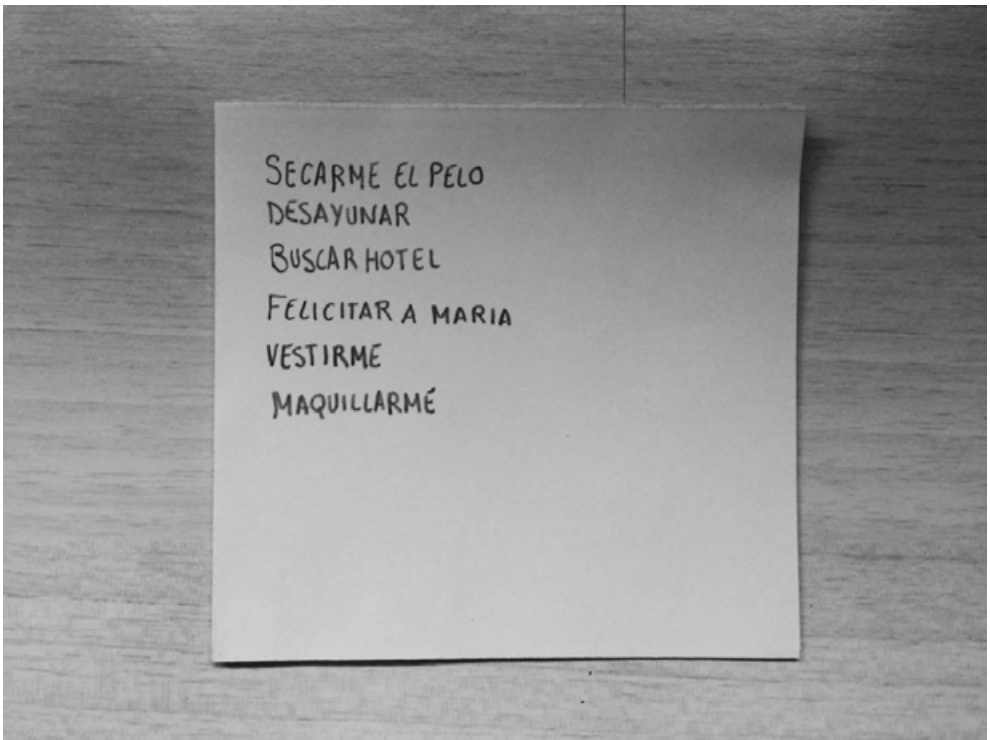 SECARME EL PELO
DESAYUNAR
BUSCAR HOTEL
FELICITAR A MARIA
VESTIRME
MAQUILLARMÉ